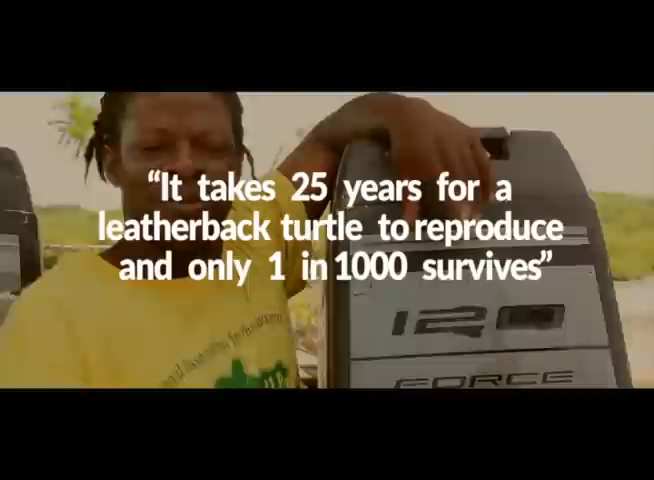 “It takes 25 years for a
leatherback turtle to reproduce
and only 1 in 1000 survives”
120
FORCE